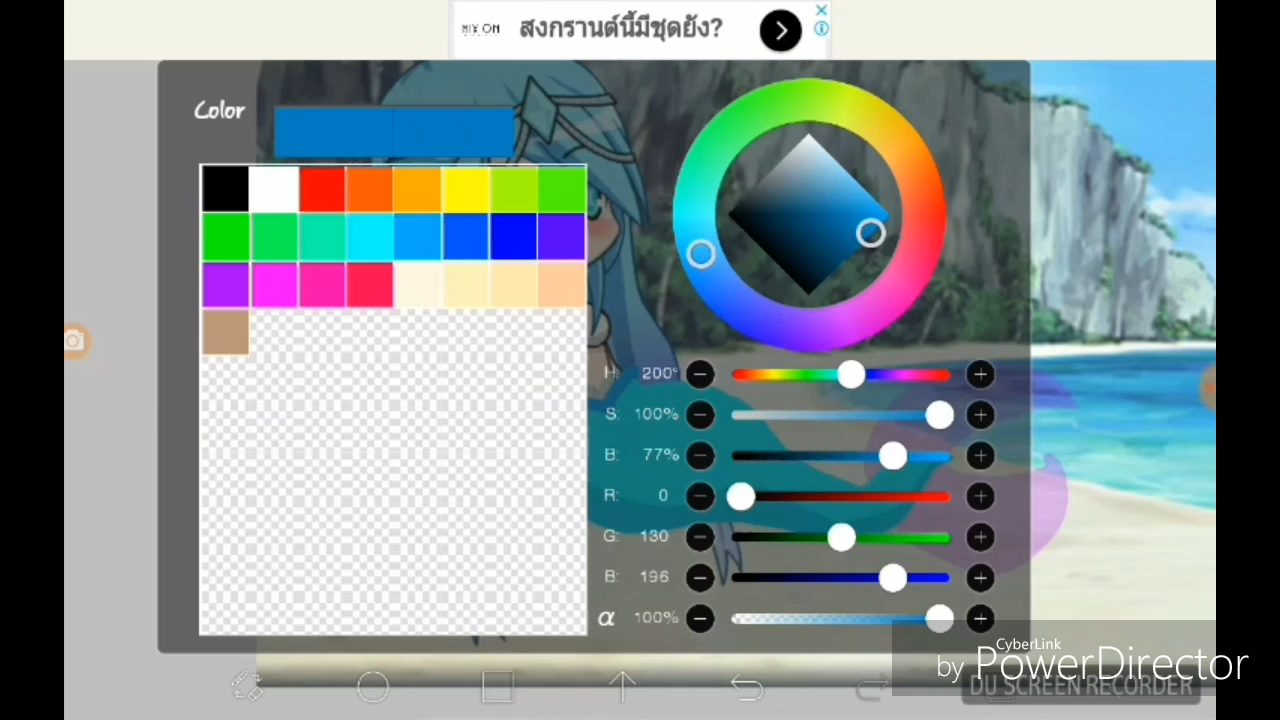 MIX ON
สงกรานต์นี้มีชุดยัง?
Color
H: 200°
S: 100%
B: 77%
R: 0
G: 130
B: 196
α 100%
CyberLink
by PowerDirector
DU SCREEN RECORDER